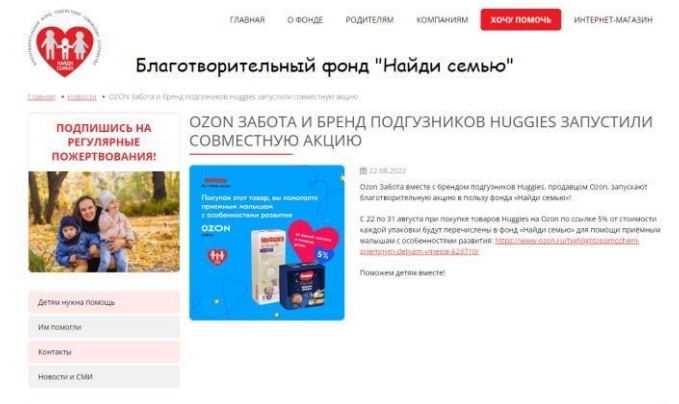 ГЛАВНАЯ О ФОНДЕ РОДИТЕЛЯМ КОМПАНИЯМ ХОЧУ ПОМОЧЬ ИНТЕРНЕТ-МАГАЗИН
НАЙДИ
СЕМЬЮ
Благотворительный фонд "Найди семью"
Главная • Новости • OZON Забота и бренд подгузников Huggies запустили совместную акцию
ПОДПИШИСЬ НА
РЕГУЛЯРНЫЕ
ПОЖЕРТВОВАНИЯ!
OZON ЗАБОТА И БРЕНД ПОДГУЗНИКОВ HUGGIES ЗАПУСТИЛИ
СОВМЕСТНУЮ АКЦИЮ
HUGGIES
Покупая этот товар, вы помогаете
приемным малышам
с особенностями развития
OZON
HUGGIES
5%
22.08.2022
Ozon Забота вместе с брендом подгузников Huggies, продавцом Ozon, запускают
благотворительную акцию в пользу фонда «Найди семью»!
С 22 по 31 августа при покупке товаров Huggies на Ozon по ссылке 5% от стоимости
каждой упаковки будут перечислены в фонд «Найди семью» для помощи приёмным
малышам с особенностями развития: https://www.ozon.ru/highlight/pomozhem-
priemnym-detyam-vmeste-623710/
Поможем детям вместе!
Детям нужна помощь
Им помогли
Контакты
Новости и СМИ